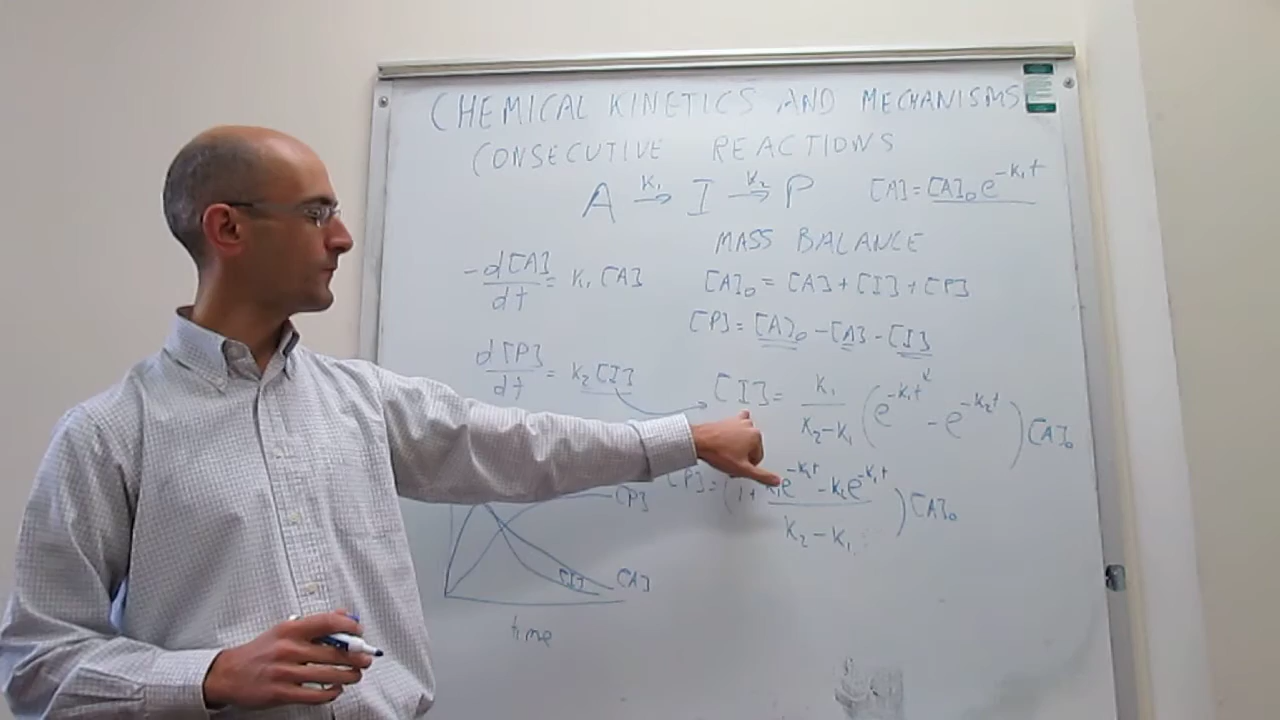 CHEMICAL KINETICS AND MECHANISMS
CONSECUTIVE REACTIONS
A K₁→ I K₂→ P
[A]=[A]₀e^-K₁t
MASS BALANCE
-d[A]/dt = K₁[A]
[A]₀=[A]+[I]+[P]
[P]=[A]₀-[A]-[I]
d[P]/dt = K₂[I]
[I]= K₁/K₂-K₁ (e^-K₁t - e^-K₂t)[A]₀
[P]=(1+ K₁e^-K₂t-K₂e^-K₁t/K₂-K₁)[A]₀
[P]
[I] [A]
time